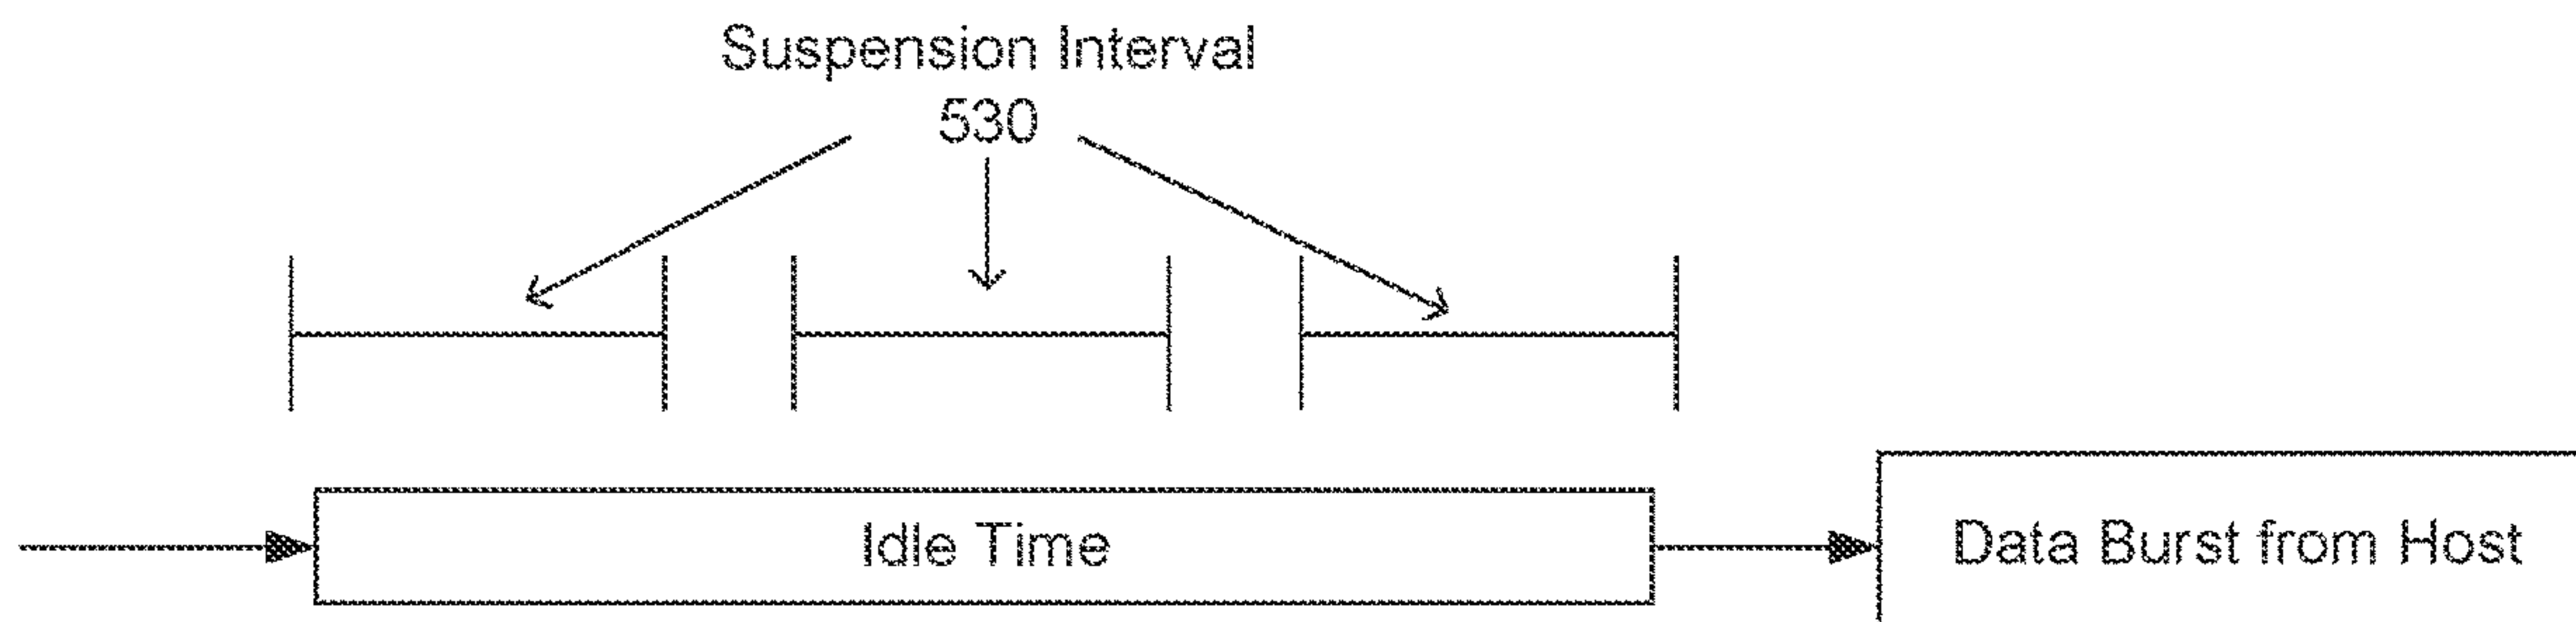 Suspension Interval
530
Idle Time
Data Burst from Host